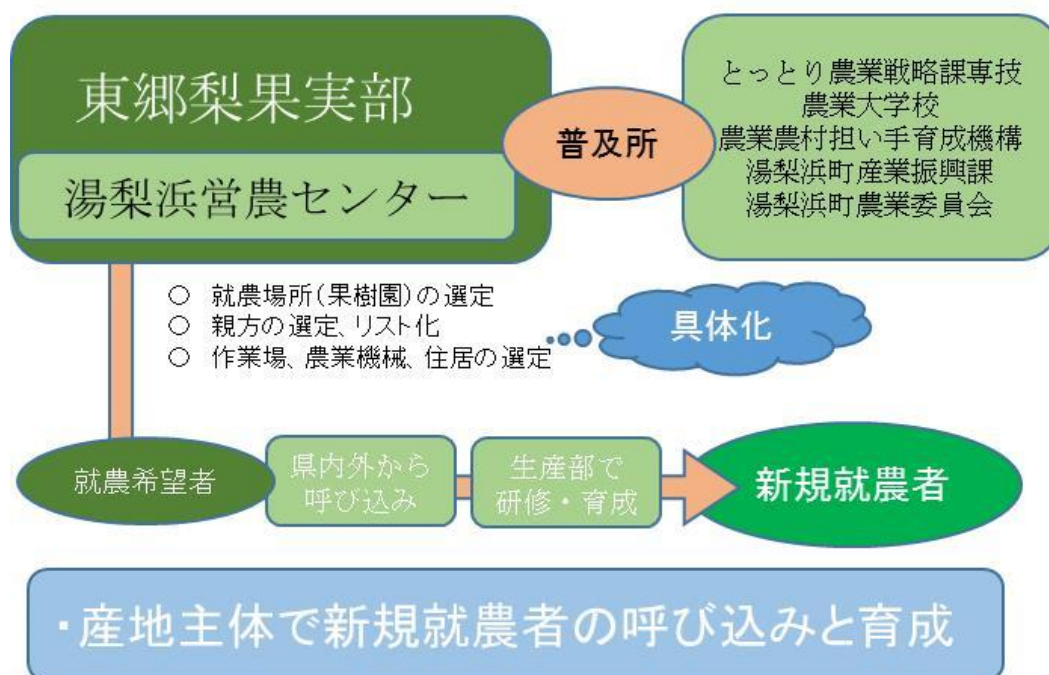 東郷梨果実部
湯梨浜営農センター
普及所
とっとり農業戦略課専技
農業大学校
農業農村担い手育成機構
湯梨浜町産業振興課
湯梨浜町農業委員会
○ 就農場所(果樹園)の選定
○ 親方の選定、リスト化
○ 作業場、農業機械、住居の選定
具体化
就農希望者
県内外から
呼び込み
生産部で
研修・育成
新規就農者
・産地主体で新規就農者の呼び込みと育成